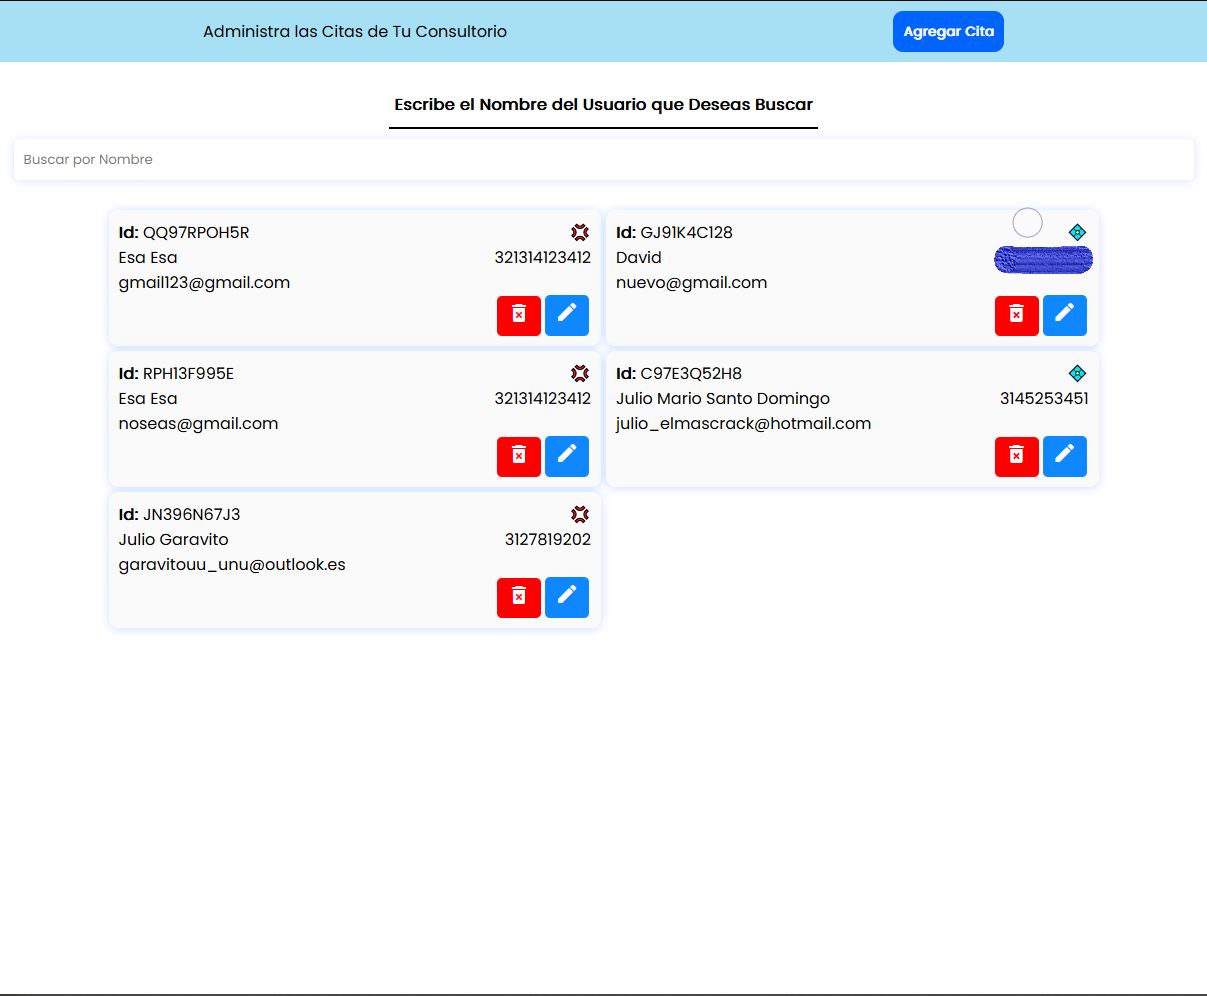 Administra las Citas de Tu Consultorio
Agregar Cita
Escribe el Nombre del Usuario que Deseas Buscar
Buscar por Nombre
Id: QQ97RPOH5R
Esa Esa 321314123412
gmail123@gmail.com
Id: GJ91K4C128
David
nuevo@gmail.com
Id: RPH13F995E
Esa Esa 321314123412
noseas@gmail.com
Id: C97E3Q52H8
Julio Mario Santo Domingo 3145253451
julio_elmascrack@hotmail.com
Id: JN396N67J3
Julio Garavito 3127819202
garavitouu_unu@outlook.es